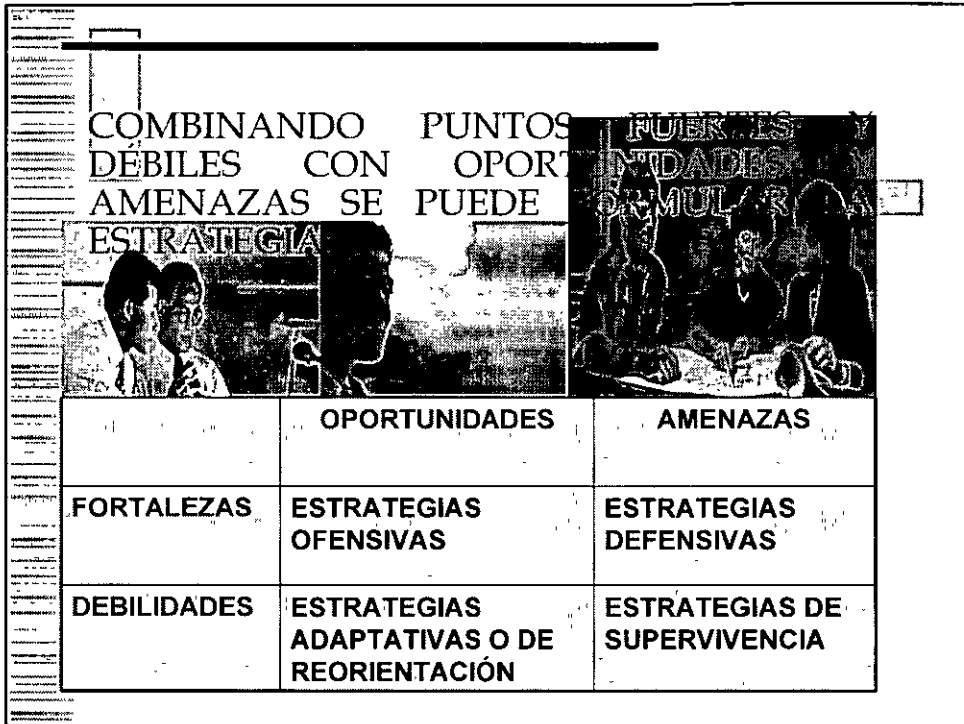 COMBINANDO PUNTOS FUERTES Y
DÉBILES CON OPORTUNIDADES Y
AMENAZAS SE PUEDE FORMULAR LA
ESTRATEGIA
OPORTUNIDADES AMENAZAS
FORTALEZAS ESTRATEGIAS OFENSIVAS ESTRATEGIAS DEFENSIVAS
DEBILIDADES ESTRATEGIAS ADAPTATIVAS O DE REORIENTACIÓN ESTRATEGIAS DE SUPERVIVENCIA